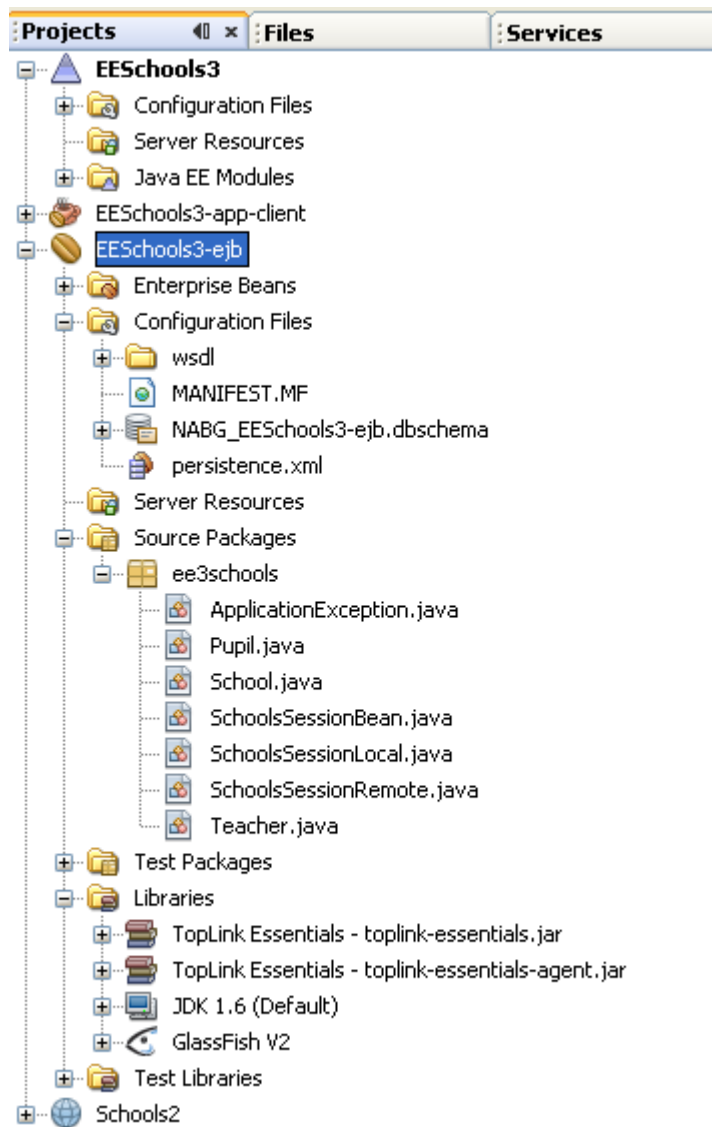 Projects Files Services
EESchools3
Configuration Files
Server Resources
Java EE Modules
EESchools3-app-client
EESchools3-ejb
Enterprise Beans
Configuration Files
wsdl
MANIFEST.MF
NABG_EESchools3-ejb.dbschema
persistence.xml
Server Resources
Source Packages
ee3schools
ApplicationException.java
Pupil.java
School.java
SchoolsSessionBean.java
SchoolsSessionLocal.java
SchoolsSessionRemote.java
Teacher.java
Test Packages
Libraries
TopLink Essentials - toplink-essentials.jar
TopLink Essentials - toplink-essentials-agent.jar
JDK 1.6 (Default)
GlassFish V2
Test Libraries
Schools2